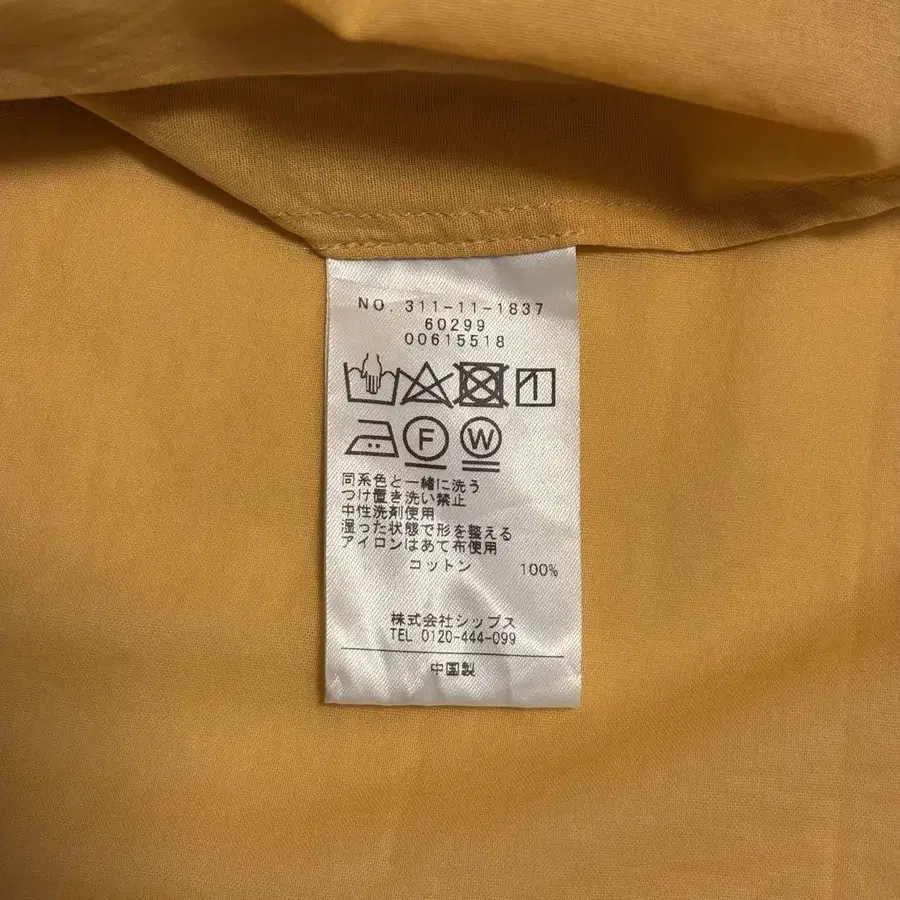 NO. 311-11-1837
60299
00615518
F W
同系色と一緒に洗う
つけ置き洗い禁止
中性洗剤使用
湿った状態で形を整える
アイロンはあて布使用
コットン 100%
株式会社シップス
TEL 0120-444-099
中国製